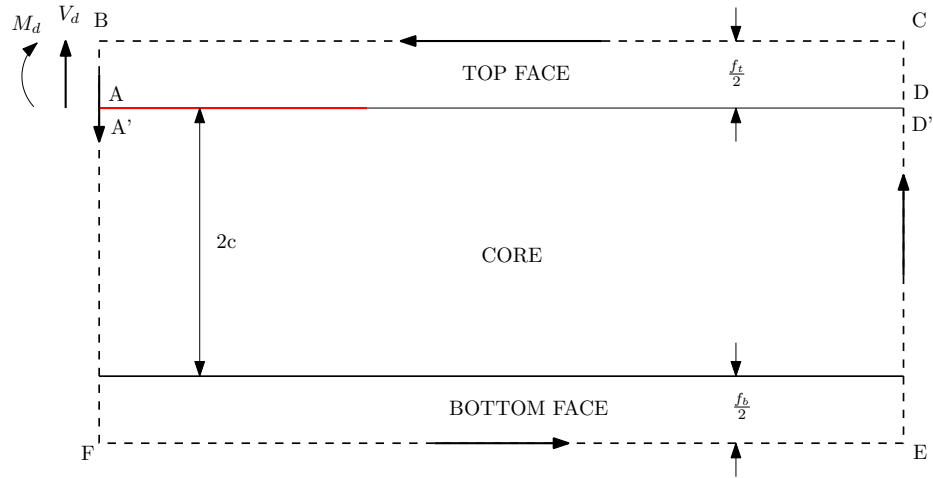 M_d
V_d
B
C
TOP FACE
f_t/2
A
D
A'
D'
2c
CORE
BOTTOM FACE
f_b/2
F
E